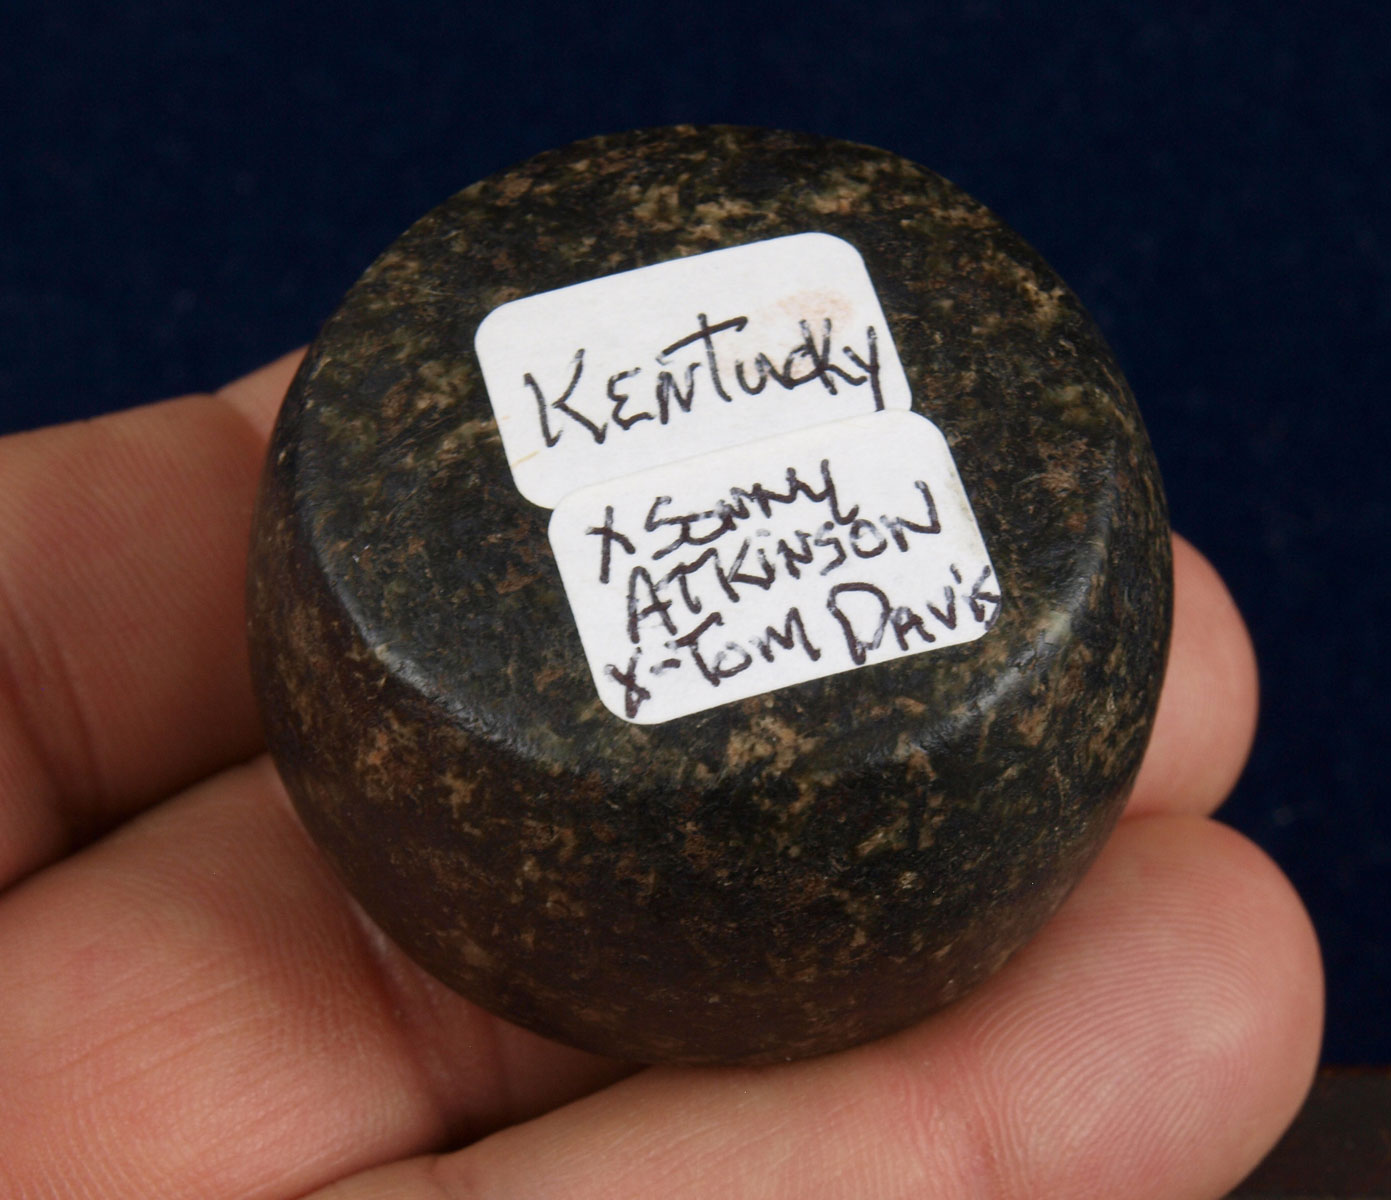 KENTucky
X SONNY
ATKiNSON
X-TOM DAVIS